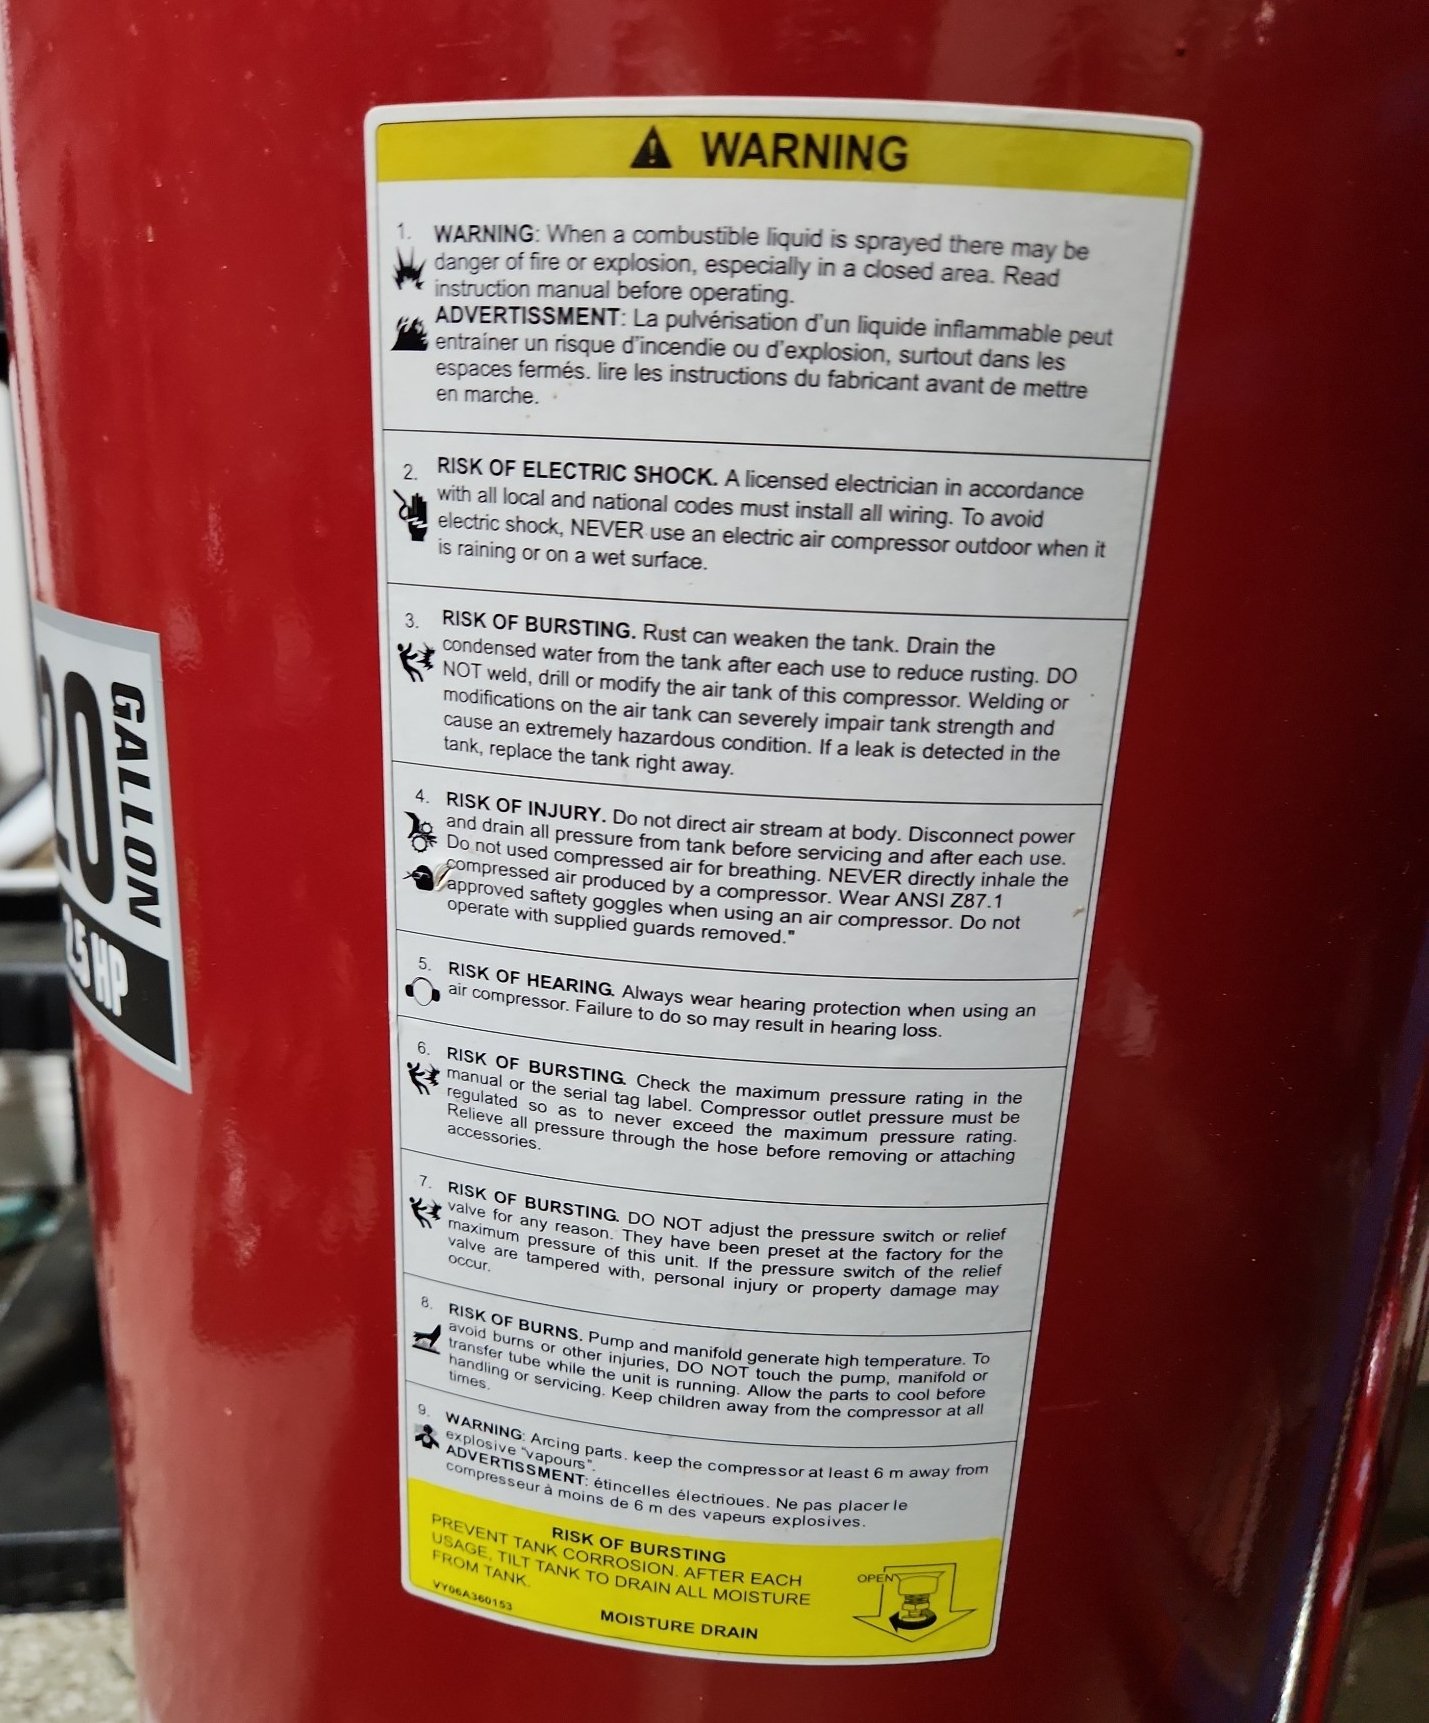 WARNING
1. WARNING: When a combustible liquid is sprayed there may be
danger of fire or explosion, especially in a closed area. Read
instruction manual before operating.
ADVERTISSMENT: La pulvérisation d'un liquide inflammable peut
entraíner un risque d'incendie ou d'explosion, surtout dans les
espaces fermés. lire les instructions du fabricant avant de mettre
en marche.
2. RISK OF ELECTRIC SHOCK. A licensed electrician in accordance
with all local and national codes must install all wiring. To avoid
electric shock, NEVER use an electric air compressor outdoor when it
is raining or on a wet surface.
3. RISK OF BURSTING. Rust can weaken the tank. Drain the
condensed water from the tank after each use to reduce rusting. DO
NOT weld, drill or modify the air tank of this compressor. Welding or
modifications on the air tank can severely impair tank strength and
cause an extremely hazardous condition. If a leak is detected in the
tank, replace the tank right away.
4. RISK OF INJURY. Do not direct air stream at body. Disconnect power
and drain all pressure from tank before servicing and after each use.
Do not used compressed air for breathing. NEVER directly inhale the
compressed air produced by a compressor. Wear ANSI Z87.1
approved saftety goggles when using an air compressor. Do not
operate with supplied guards removed."
5. RISK OF HEARING. Always wear hearing protection when using an
air compressor. Failure to do so may result in hearing loss.
6. RISK OF BURSTING. Check the maximum pressure rating in the
manual or the serial tag label. Compressor outlet pressure must be
regulated so as to never exceed the maximum pressure rating.
Relieve all pressure through the hose before removing or attaching
accessories.
7. RISK OF BURSTING. DO NOT adjust the pressure switch or relief
valve for any reason. They have been preset at the factory for the
maximum pressure of this unit. If the pressure switch of the relief
valve are tampered with, personal injury or property damage may
occur.
8. RISK OF BURNS. Pump and manifold generate high temperature. To
avoid burns or other injuries, DO NOT touch the pump, manifold or
transfer tube while the unit is running. Allow the parts to cool before
handling or servicing. Keep children away from the compressor at all
times.
9. WARNING: Arcing parts. keep the compressor at least 6 m away from
explosive "vapours".
ADVERTISSMENT: étincelles électrioues. Ne pas placer le
compresseur à moins de 6 m des vapeurs explosives.
RISK OF BURSTING
PREVENT TANK CORROSION. AFTER EACH
USAGE, TILT TANK TO DRAIN ALL MOISTURE
FROM TANK.
VY06A360153
MOISTURE DRAIN
OPEN
20
GALLON
HP